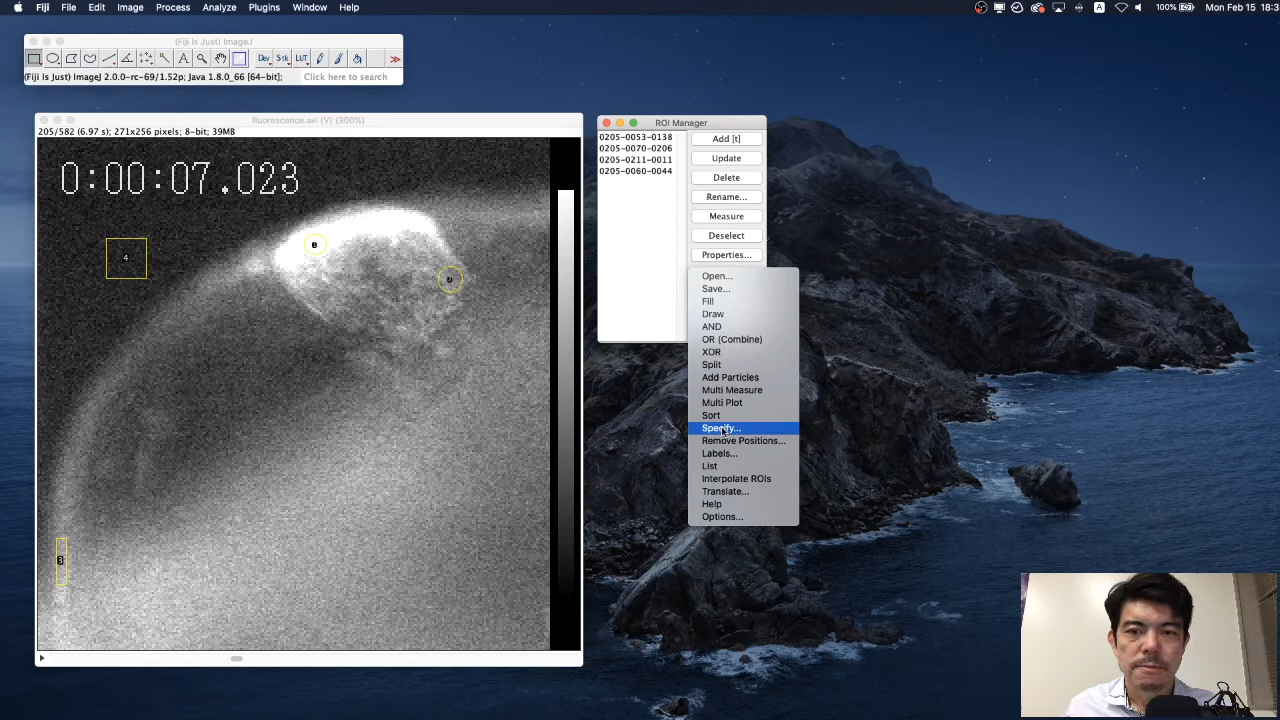 Fiji File Edit Image Process Analyze Plugins Window Help
A 100% Mon Feb 15 18:3
(Fiji Is Just) ImageJ
A Dev Stk LUT >>
(Fiji Is Just) ImageJ 2.0.0-rc-69/1.52p; Java 1.8.0_66 [64-bit];
Click here to search
fluorescence.avi (V) (300%)
205/582 (6.97 s); 271x256 pixels; 8-bit; 39MB
0:00:07.023
4
3
ROI Manager
0205-0053-0138
0205-0070-0206
0205-0211-0011
0205-0060-0044
Add [t]
Update
Delete
Rename...
Measure
Deselect
Properties...
Open...
Save...
Fill
Draw
AND
OR (Combine)
XOR
Split
Add Particles
Multi Measure
Multi Plot
Sort
Specify...
Remove Positions...
Labels...
List
Interpolate ROIs
Translate...
Help
Options...